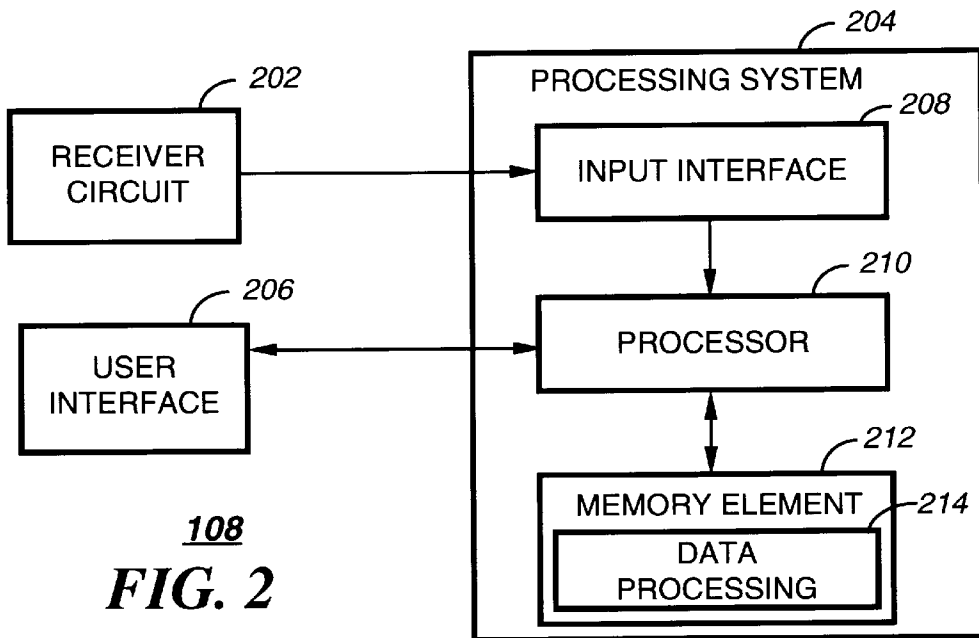 204
PROCESSING SYSTEM
202
208
RECEIVER
CIRCUIT
INPUT INTERFACE
210
206
PROCESSOR
USER
INTERFACE
212
MEMORY ELEMENT
214
DATA
PROCESSING
108
FIG. 2